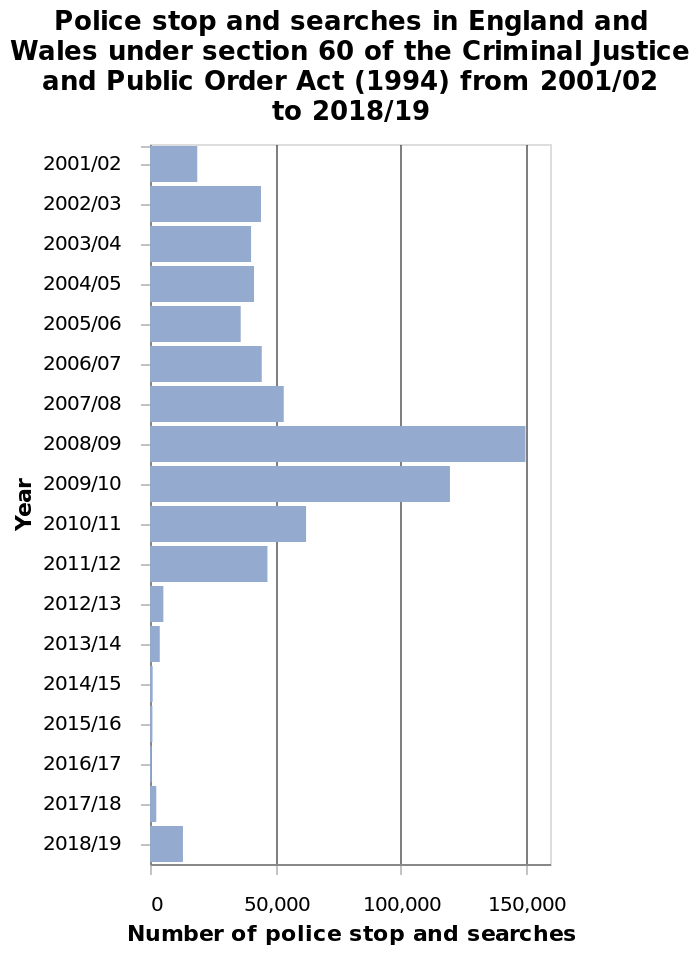 Police stop and searches in England and
Wales under section 60 of the Criminal Justice
and Public Order Act (1994) from 2001/02
to 2018/19
2001/02
2002/03
2003/04
2004/05
2005/06
2006/07
2007/08
2008/09
2009/10
2010/11
2011/12
2012/13
2013/14
2014/15
2015/16
2016/17
2017/18
2018/19
Year
0 50,000 100,000 150,000
Number of police stop and searches